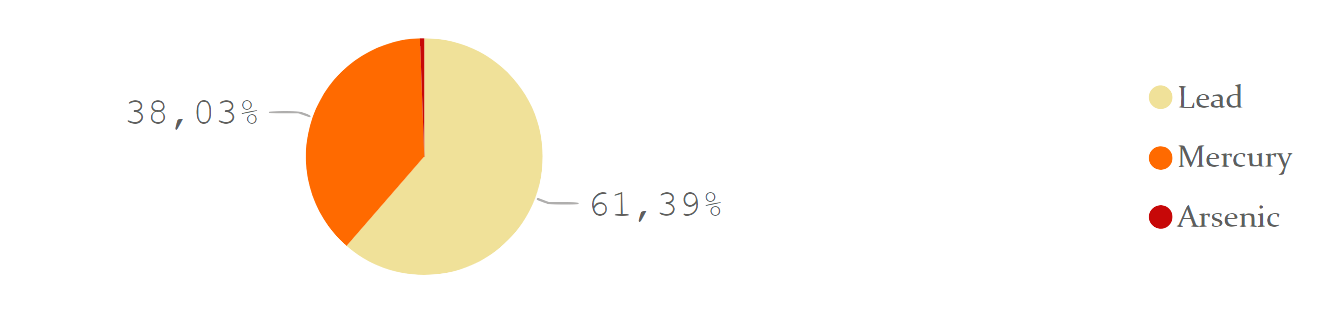 38,03%
61,39%
Lead
Mercury
Arsenic